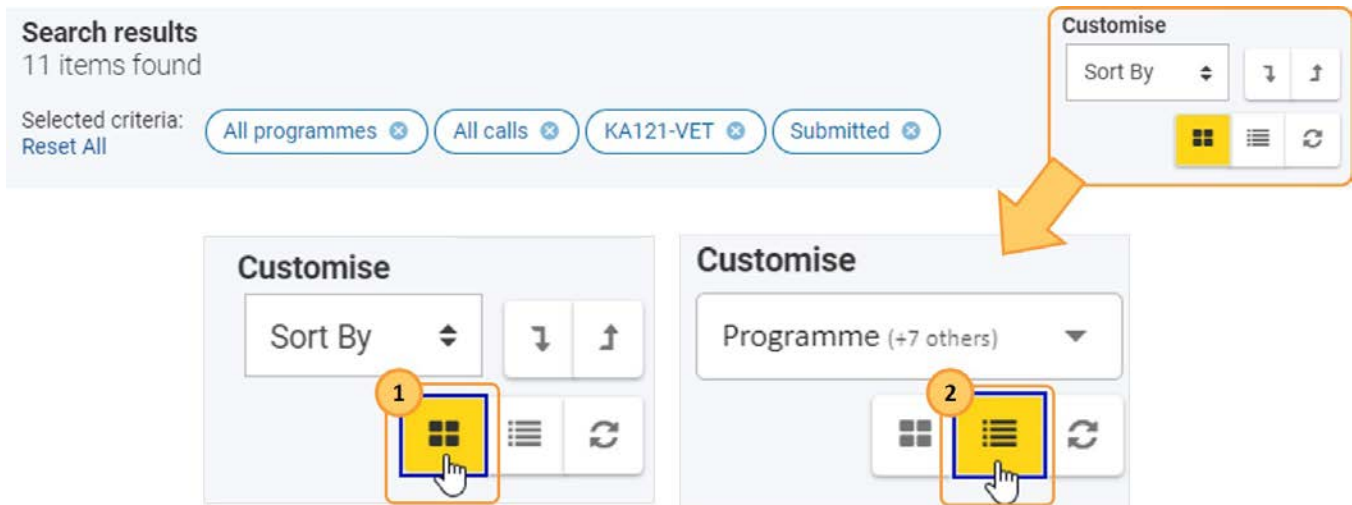 Search results
11 items found
Selected criteria:
Reset All
All programmes
All calls
KA121-VET
Submitted
Customise
Sort By
Customise
Sort By
1
Customise
Programme (+7 others)
2